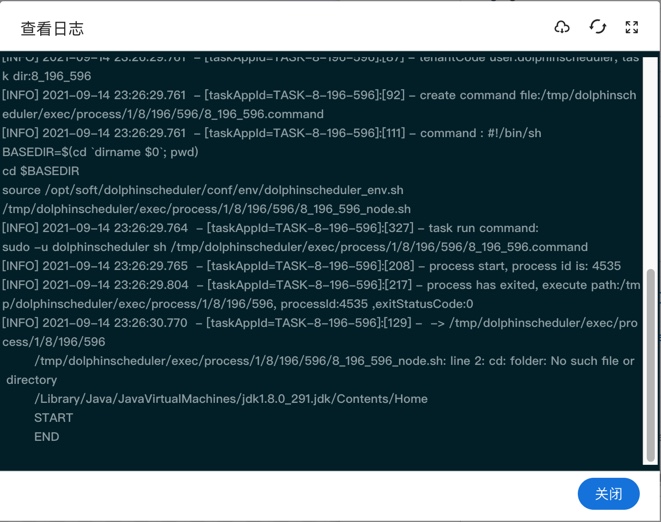 查看日志
[INFO] 2021-09-14 23:26:29.761 - [taskAppId=TASK-8-196-596]:[87] - tenantCode user:dolphinscheduler, tas
k dir:8_196_596
[INFO] 2021-09-14 23:26:29.761 - [taskAppId=TASK-8-196-596]:[92] - create command file:/tmp/dolphinsch
eduler/exec/process/1/8/196/596/8_196_596.command
[INFO] 2021-09-14 23:26:29.761 - [taskAppId=TASK-8-196-596]:[111] - command : #!/bin/sh
BASEDIR=$(cd `dirname $0`; pwd)
cd $BASEDIR
source /opt/soft/dolphinscheduler/conf/env/dolphinscheduler_env.sh
/tmp/dolphinscheduler/exec/process/1/8/196/596/8_196_596_node.sh
[INFO] 2021-09-14 23:26:29.764 - [taskAppId=TASK-8-196-596]:[327] - task run command:
sudo -u dolphinscheduler sh /tmp/dolphinscheduler/exec/process/1/8/196/596/8_196_596.command
[INFO] 2021-09-14 23:26:29.765 - [taskAppId=TASK-8-196-596]:[208] - process start, process id is: 4535
[INFO] 2021-09-14 23:26:29.804 - [taskAppId=TASK-8-196-596]:[217] - process has exited, execute path:/tm
p/dolphinscheduler/exec/process/1/8/196/596, processId:4535 ,exitStatusCode:0
[INFO] 2021-09-14 23:26:30.770 - [taskAppId=TASK-8-196-596]:[129] - -> /tmp/dolphinscheduler/exec/pro
cess/1/8/196/596
/tmp/dolphinscheduler/exec/process/1/8/196/596/8_196_596_node.sh: line 2: cd: folder: No such file or
directory
/Library/Java/JavaVirtualMachines/jdk1.8.0_291.jdk/Contents/Home
START
END
关闭